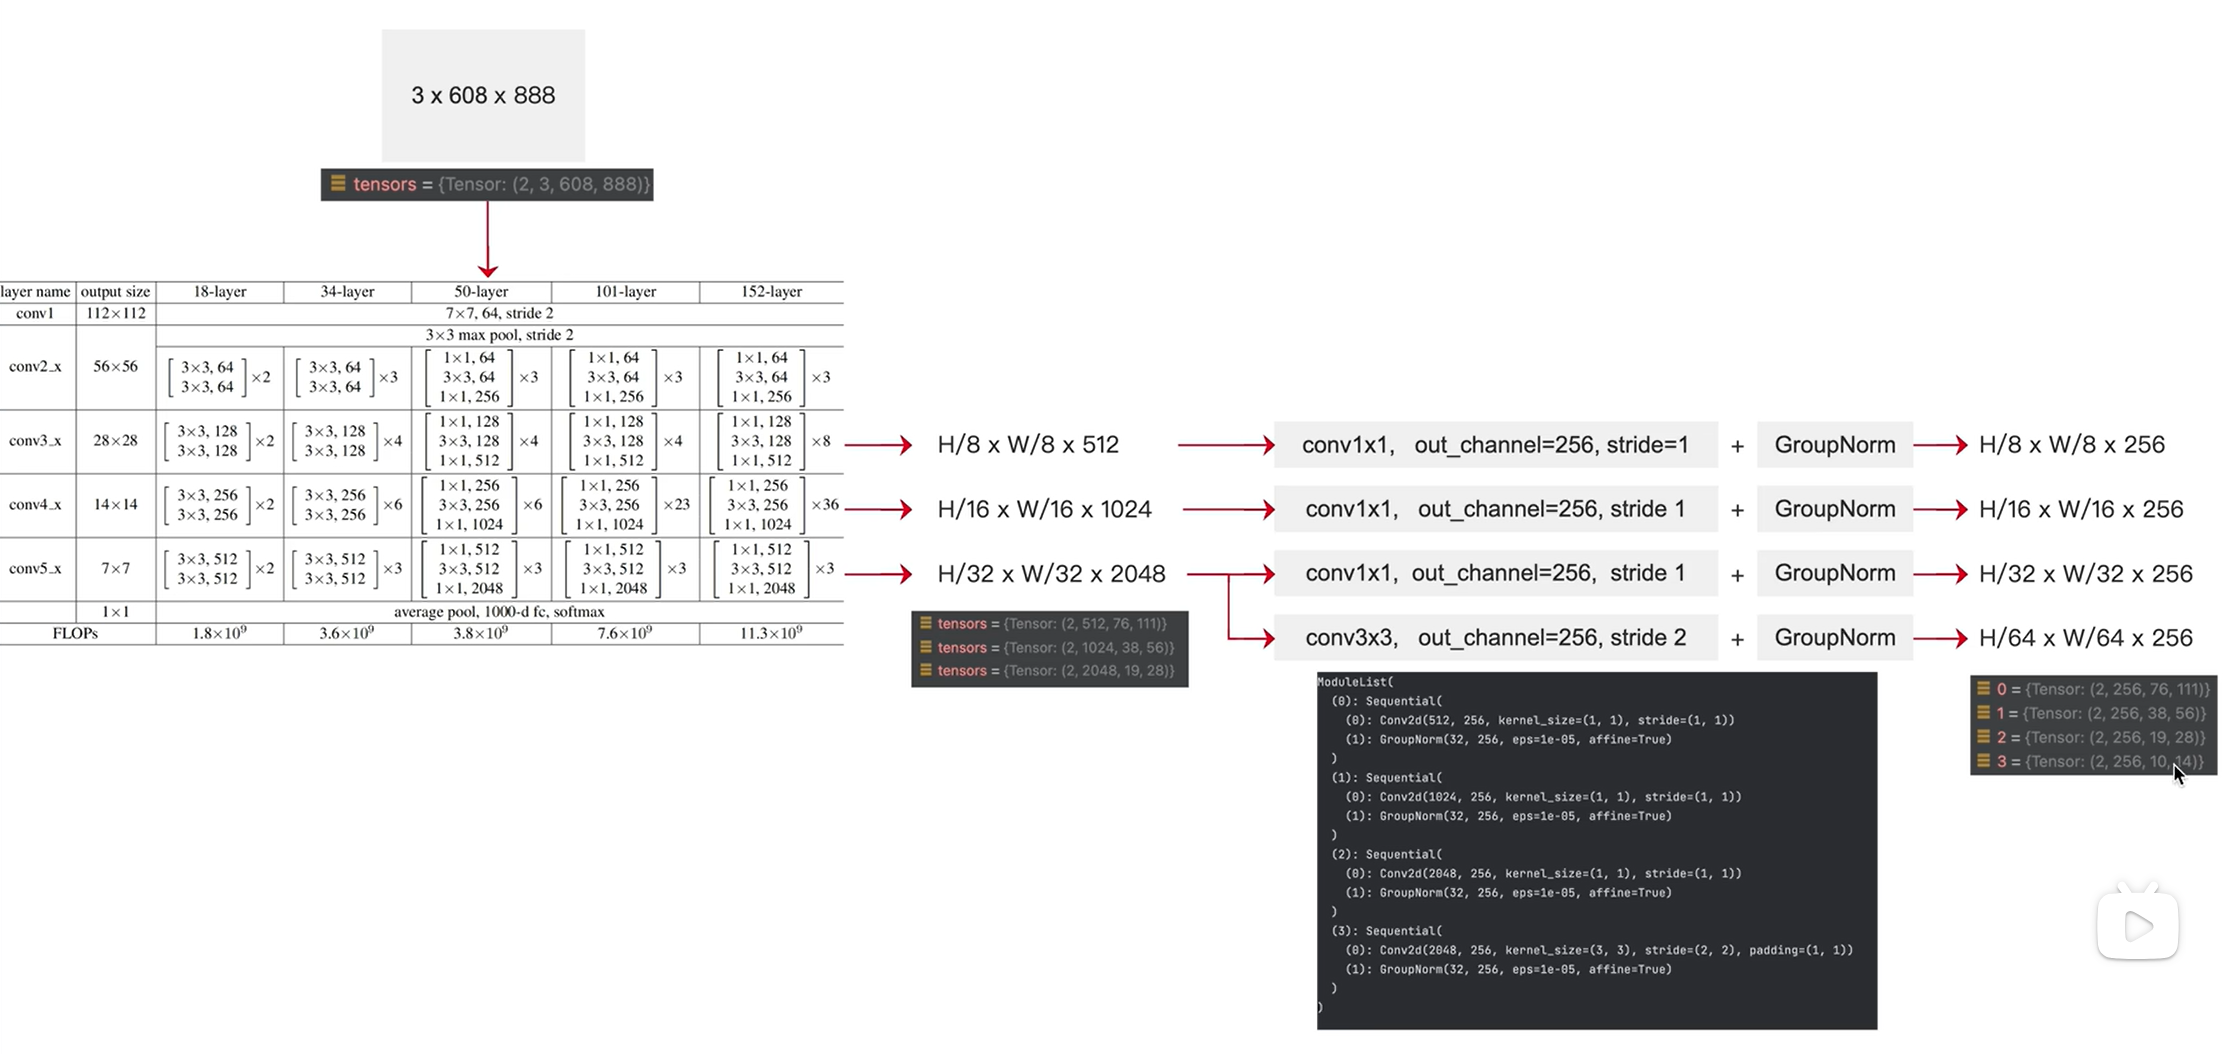 3 x 608 x 888
tensors = {Tensor: (2, 3, 608, 888)}
layer name output size 18-layer 34-layer 50-layer 101-layer 152-layer
conv1 112×112 7×7, 64, stride 2
3×3 max pool, stride 2
conv2_x 56×56
3×3, 64
3×3, 64
×2
3×3, 64
3×3, 64
×3
1×1, 64
3×3, 64
1×1, 256
×3
1×1, 64
3×3, 64
1×1, 256
×3
1×1, 64
3×3, 64
1×1, 256
×3
conv3_x 28×28
3×3, 128
3×3, 128
×2
3×3, 128
3×3, 128
×4
1×1, 128
3×3, 128
1×1, 512
×4
1×1, 128
3×3, 128
1×1, 512
×4
1×1, 128
3×3, 128
1×1, 512
×8
conv4_x 14×14
3×3, 256
3×3, 256
×2
3×3, 256
3×3, 256
×6
1×1, 256
3×3, 256
1×1, 1024
×6
1×1, 256
3×3, 256
1×1, 1024
×23
1×1, 256
3×3, 256
1×1, 1024
×36
conv5_x 7×7
3×3, 512
3×3, 512
×2
3×3, 512
3×3, 512
×3
1×1, 512
3×3, 512
1×1, 2048
×3
1×1, 512
3×3, 512
1×1, 2048
×3
1×1, 512
3×3, 512
1×1, 2048
×3
1×1 average pool, 1000-d fc, softmax
FLOPs 1.8×10⁹ 3.6×10⁹ 3.8×10⁹ 7.6×10⁹ 11.3×10⁹
H/8 x W/8 x 512 conv1x1, out_channel=256, stride=1 + GroupNorm H/8 x W/8 x 256
H/16 x W/16 x 1024 conv1x1, out_channel=256, stride 1 + GroupNorm H/16 x W/16 x 256
H/32 x W/32 x 2048 conv1x1, out_channel=256, stride 1 + GroupNorm H/32 x W/32 x 256
conv3x3, out_channel=256, stride 2 + GroupNorm H/64 x W/64 x 256
tensors = {Tensor: (2, 512, 76, 111)}
tensors = {Tensor: (2, 1024, 38, 56)}
tensors = {Tensor: (2, 2048, 19, 28)}
ModuleList(
(0): Sequential(
(0): Conv2d(512, 256, kernel_size=(1, 1), stride=(1, 1))
(1): GroupNorm(32, 256, eps=1e-05, affine=True)
)
(1): Sequential(
(0): Conv2d(1024, 256, kernel_size=(1, 1), stride=(1, 1))
(1): GroupNorm(32, 256, eps=1e-05, affine=True)
)
(2): Sequential(
(0): Conv2d(2048, 256, kernel_size=(1, 1), stride=(1, 1))
(1): GroupNorm(32, 256, eps=1e-05, affine=True)
)
(3): Sequential(
(0): Conv2d(2048, 256, kernel_size=(3, 3), stride=(2, 2), padding=(1, 1))
(1): GroupNorm(32, 256, eps=1e-05, affine=True)
)
)
0 = {Tensor: (2, 256, 76, 111)}
1 = {Tensor: (2, 256, 38, 56)}
2 = {Tensor: (2, 256, 19, 28)}
3 = {Tensor: (2, 256, 10, 14)}